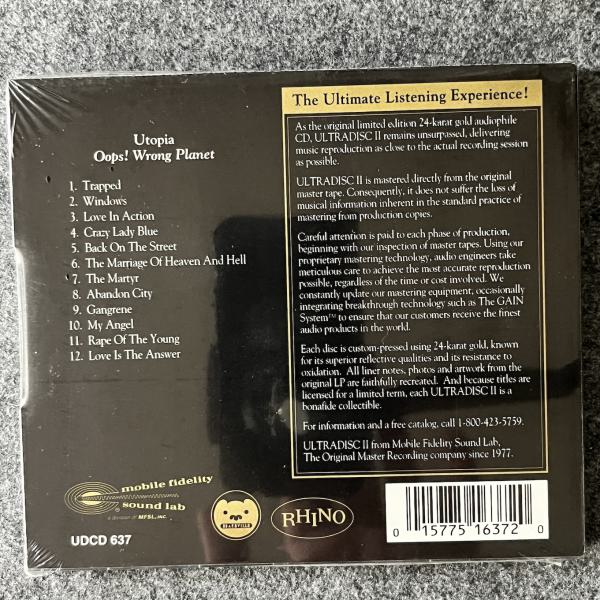 Utopia
Oops! Wrong Planet
1. Trapped
2. Windows
3. Love In Action
4. Crazy Lady Blue
5. Back On The Street
6. The Marriage Of Heaven And Hell
7. The Martyr
8. Abandon City
9. Gangrene
10. My Angel
11. Rape Of The Young
12. Love Is The Answer
The Ultimate Listening Experience!
As the original limited edition 24-karat gold audiophile
CD, ULTRADISC II remains unsurpassed, delivering
music reproduction as close to the actual recording session
as possible.
ULTRADISC II is mastered directly from the original
master tape. Consequently, it does not suffer the loss of
musical information inherent in the standard practice of
mastering from production copies.
Careful attention is paid to each phase of production,
beginning with our inspection of master tapes. Using our
proprietary mastering technology, audio engineers take
meticulous care to achieve the most accurate reproduction
possible, regardless of the time or cost involved. We
constantly update our mastering equipment, occasionally
integrating breakthrough technology such as The GAIN
System™ to ensure that our customers receive the finest
audio products in the world.
Each disc is custom-pressed using 24-karat gold, known
for its superior reflective qualities and its resistance to
oxidation. All liner notes, photos and artwork from the
original LP are faithfully recreated. And because titles are
licensed for a limited term, each ULTRADISC II is a
bonafide collectible.
For information and a free catalog, call 1-800-423-5759.
ULTRADISC II from Mobile Fidelity Sound Lab,
The Original Master Recording company since 1977.
mobile fidelity
sound lab
a division of MFSL, INC.
UDCD 637
BEARSVILLE
RHINO
0 15775 16372 0